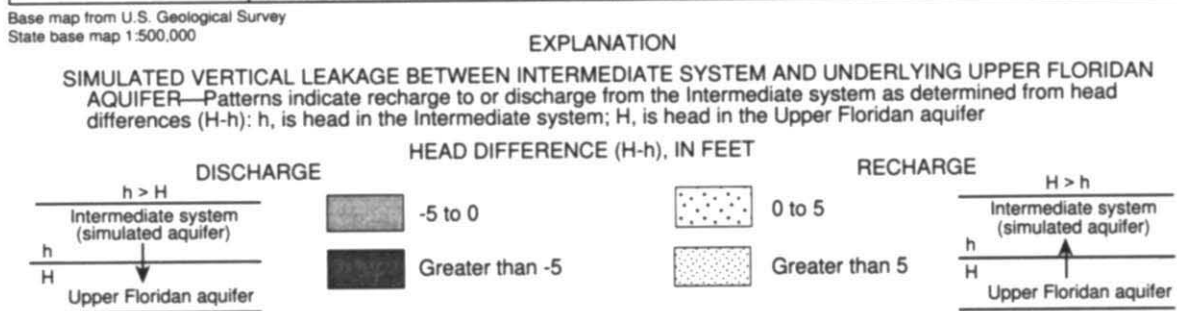 Base map from U.S. Geological Survey
State base map 1:500,000
EXPLANATION
SIMULATED VERTICAL LEAKAGE BETWEEN INTERMEDIATE SYSTEM AND UNDERLYING UPPER FLORIDAN
AQUIFER—Patterns indicate recharge to or discharge from the Intermediate system as determined from head
differences (H-h): h, is head in the Intermediate system; H, is head in the Upper Floridan aquifer
HEAD DIFFERENCE (H-h), IN FEET
DISCHARGE
h > H
Intermediate system
(simulated aquifer)
h
H
Upper Floridan aquifer
-5 to 0
Greater than -5
0 to 5
Greater than 5
RECHARGE
H > h
Intermediate system
(simulated aquifer)
h
H
Upper Floridan aquifer